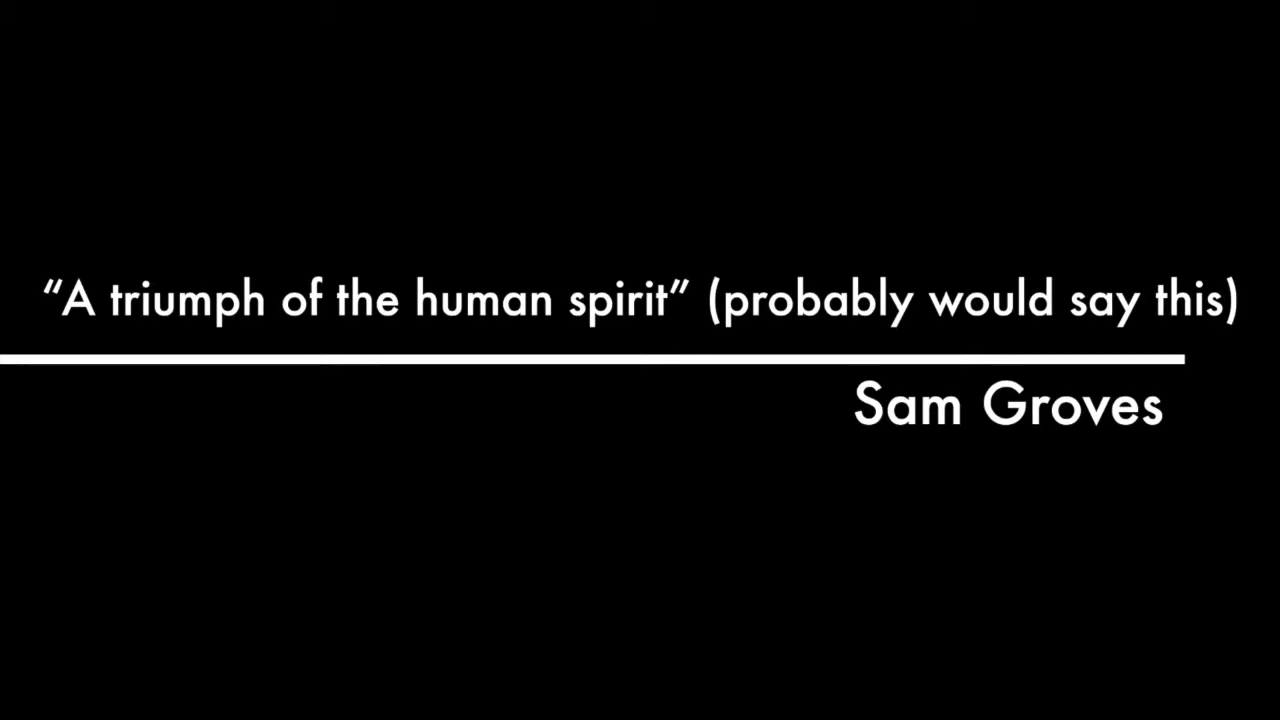 “A triumph of the human spirit” (probably would say this)
Sam Groves